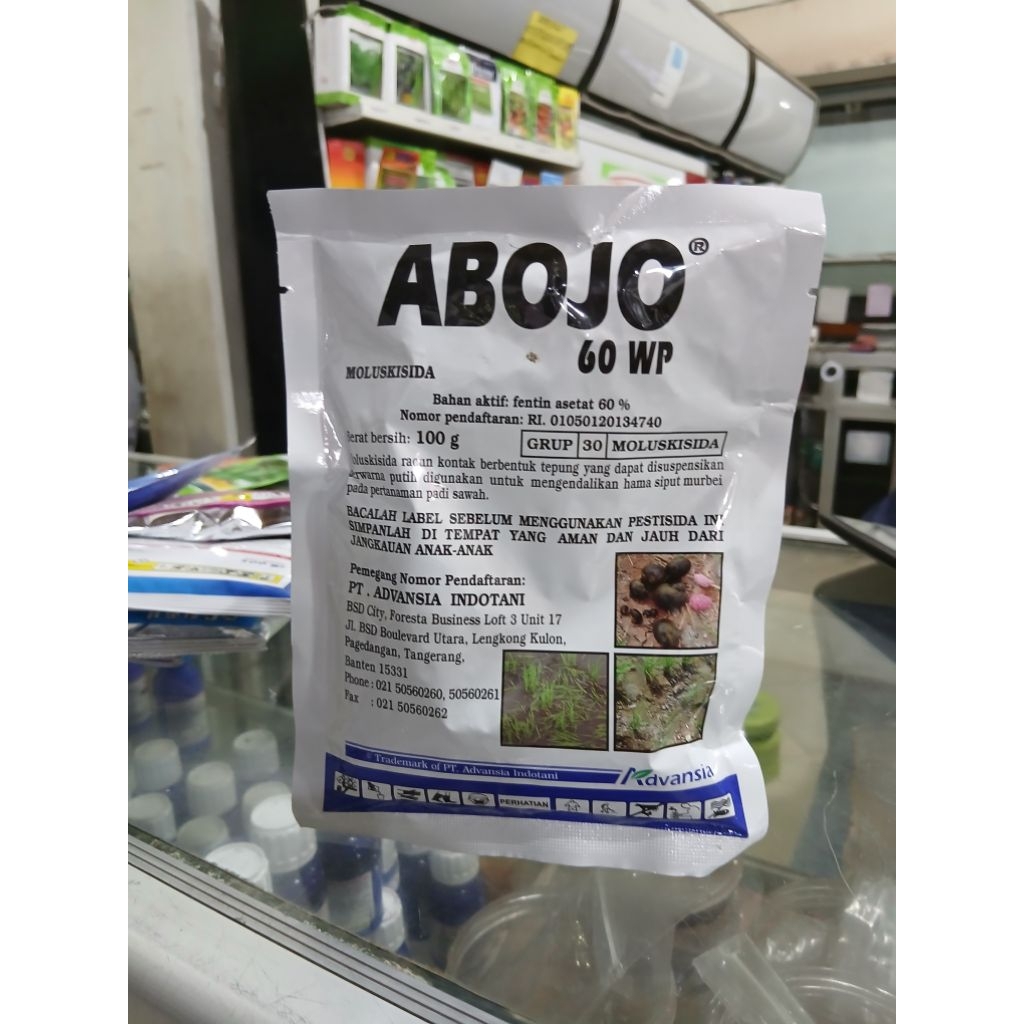 ABOJO®
60 WP
MOLUSKISIDA
Bahan aktif: fentin asetat 60 %
Nomor pendaftaran: RI. 01050120134740
Berat bersih: 100 g
GRUP 30 MOLUSKISIDA
Moluskisida racun kontak berbentuk tepung yang dapat disuspensikan
berwarna putih digunakan untuk mengendalikan hama siput murbei
pada pertanaman padi sawah.
BACALAH LABEL SEBELUM MENGGUNAKAN PESTISIDA INI
SIMPANLAH DI TEMPAT YANG AMAN DAN JAUH DARI
JANGKAUAN ANAK-ANAK
Pemegang Nomor Pendaftaran:
PT. ADVANSIA INDOTANI
BSD City, Foresta Business Loft 3 Unit 17
Jl. BSD Boulevard Utara, Lengkong Kulon,
Pagedangan, Tangerang,
Banten 15331
Phone : 021 50560260, 50560261
Fax : 021 50560262
® Trademark of PT. Advansia Indotani
Advansia
PERHATIAN